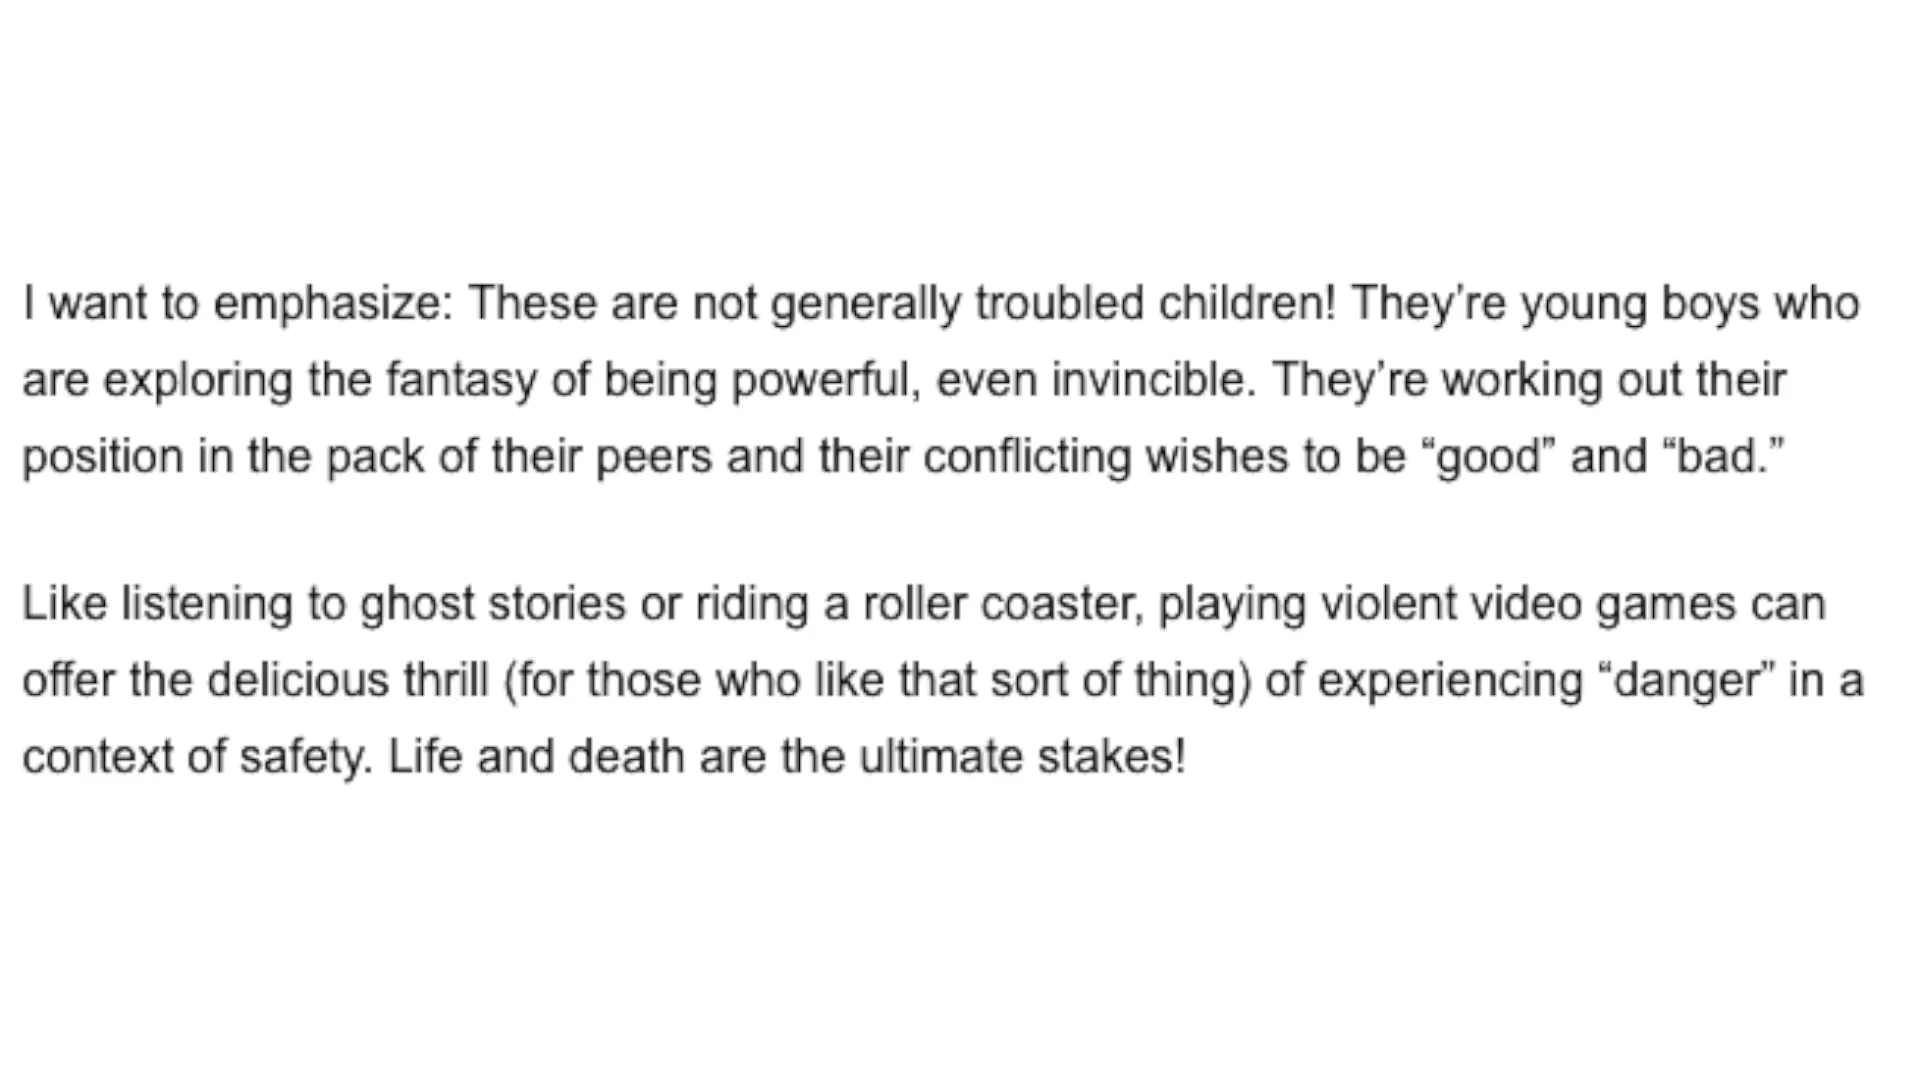 I want to emphasize: These are not generally troubled children! They’re young boys who
are exploring the fantasy of being powerful, even invincible. They’re working out their
position in the pack of their peers and their conflicting wishes to be “good” and “bad.”
Like listening to ghost stories or riding a roller coaster, playing violent video games can
offer the delicious thrill (for those who like that sort of thing) of experiencing “danger” in a
context of safety. Life and death are the ultimate stakes!